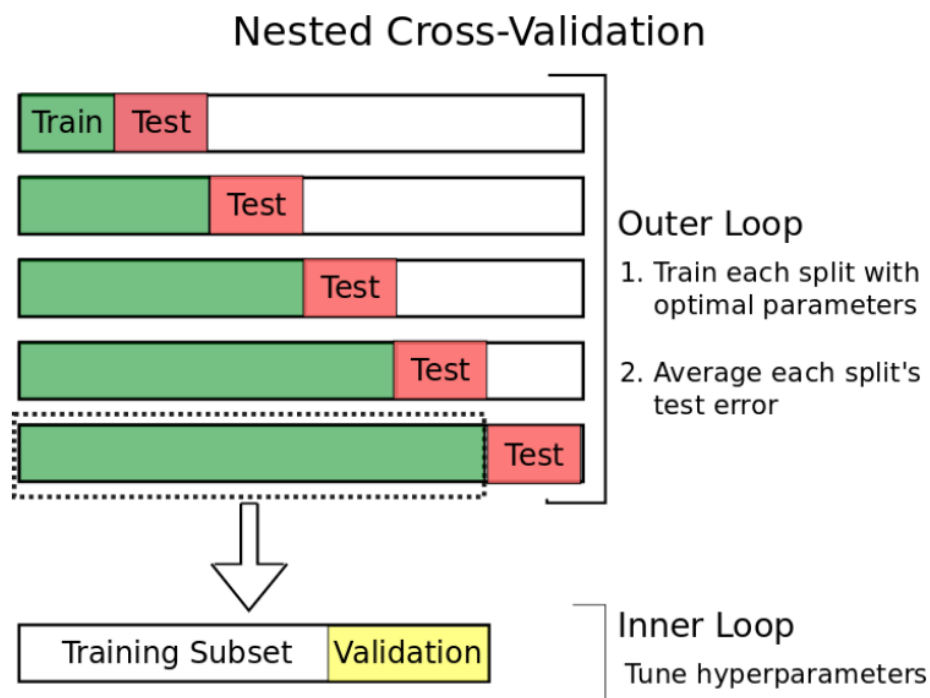 Nested Cross-Validation
Train Test
Test
Test
Test
Test
Outer Loop
1. Train each split with
optimal parameters
2. Average each split's
test error
Training Subset Validation
Inner Loop
Tune hyperparameters